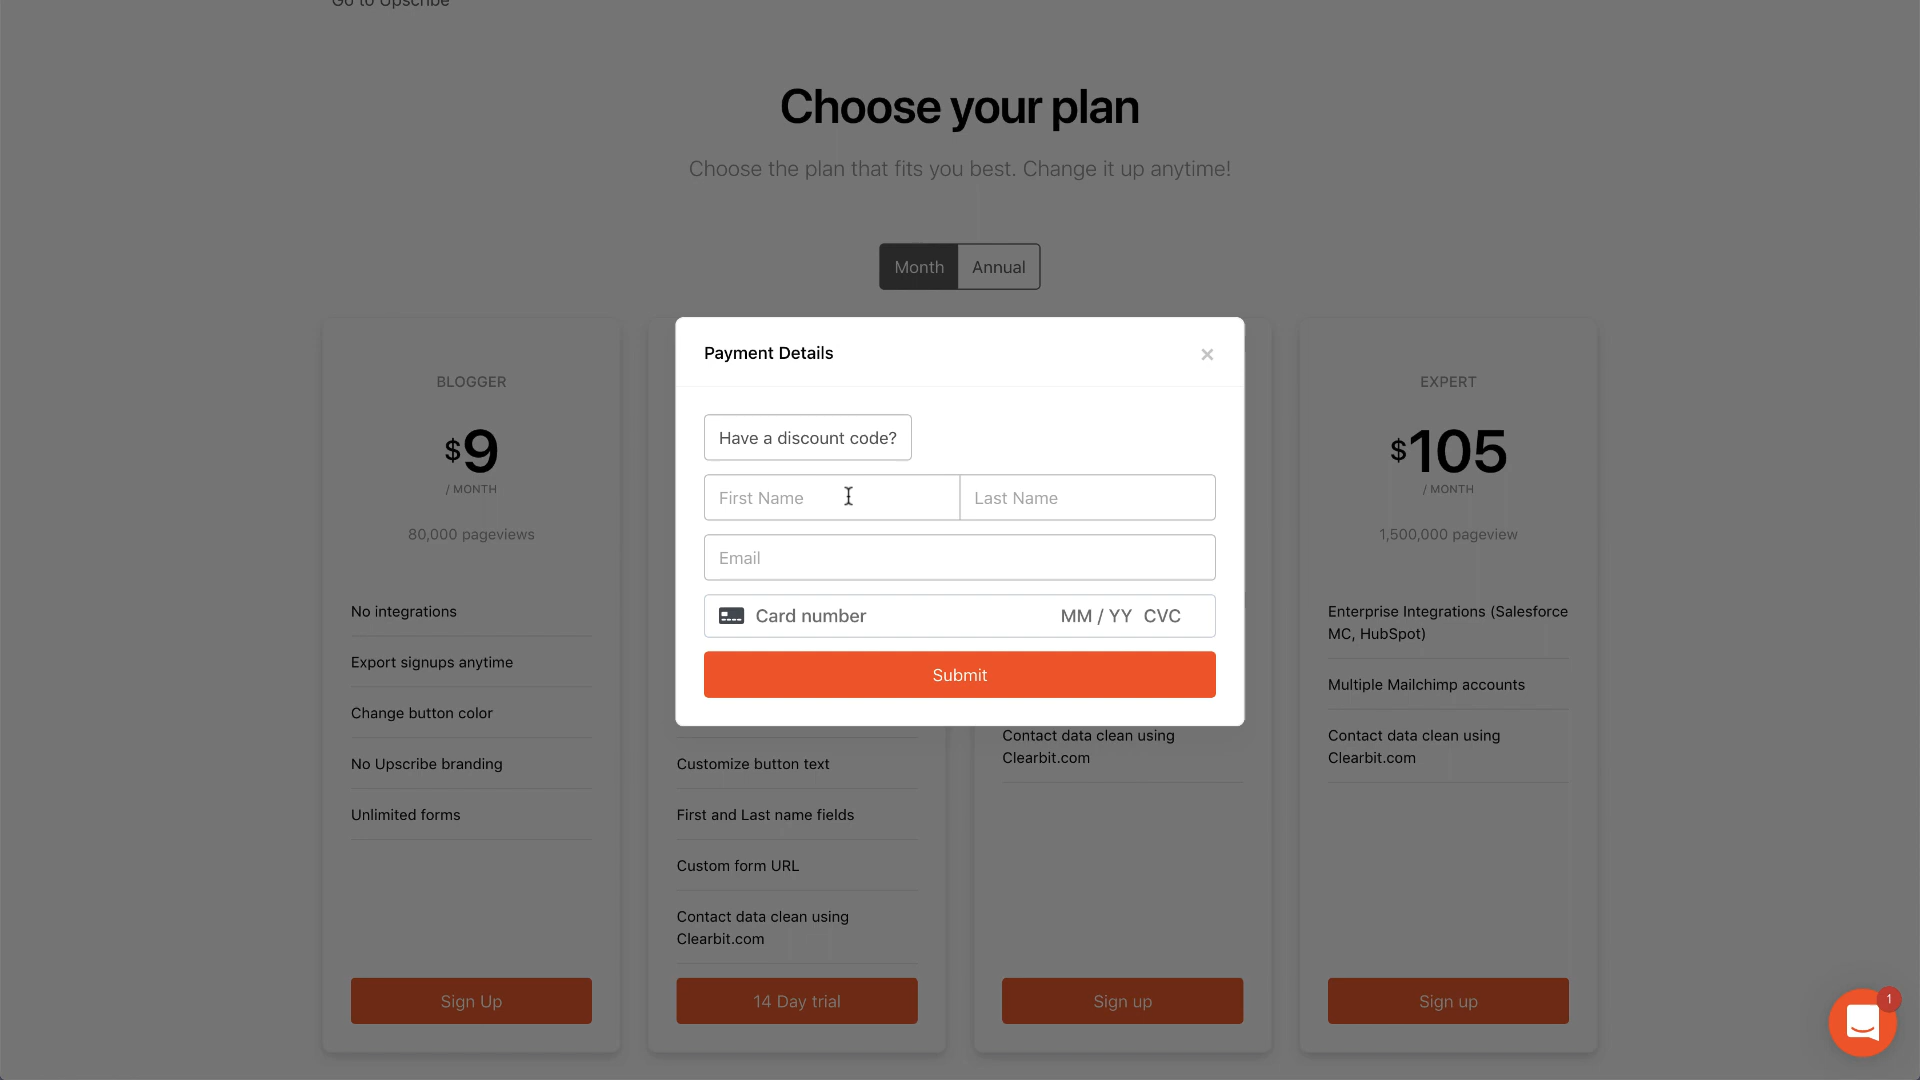 Go to Upscribe
Choose your plan
Choose the plan that fits you best. Change it up anytime!
Month Annual
Payment Details ×
Have a discount code?
First Name Last Name
Email
Card number MM / YY CVC
Submit
BLOGGER
$9
/ MONTH
80,000 pageviews
No integrations
Export signups anytime
Change button color
No Upscribe branding
Unlimited forms
Sign Up
Customize button text
First and Last name fields
Custom form URL
Contact data clean using
Clearbit.com
14 Day trial
Contact data clean using
Clearbit.com
Sign up
EXPERT
$105
/ MONTH
1,500,000 pageview
Enterprise Integrations (Salesforce
MC, HubSpot)
Multiple Mailchimp accounts
Contact data clean using
Clearbit.com
Sign up
1